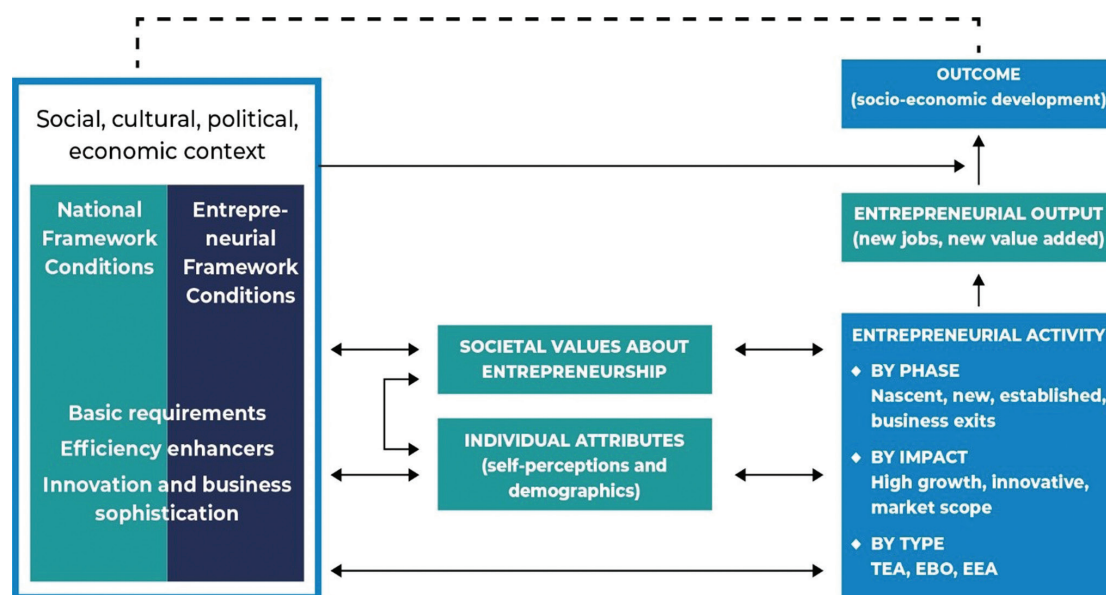 Social, cultural, political,
economic context
National
Framework
Conditions
Entrepre-
neurial
Framework
Conditions
Basic requirements
Efficiency enhancers
Innovation and business
sophistication
SOCIETAL VALUES ABOUT
ENTREPRENEURSHIP
INDIVIDUAL ATTRIBUTES
(self-perceptions and
demographics)
OUTCOME
(socio-economic development)
ENTREPRENEURIAL OUTPUT
(new jobs, new value added)
ENTREPRENEURIAL ACTIVITY
◆ BY PHASE
Nascent, new, established,
business exits
◆ BY IMPACT
High growth, innovative,
market scope
◆ BY TYPE
TEA, EBO, EEA